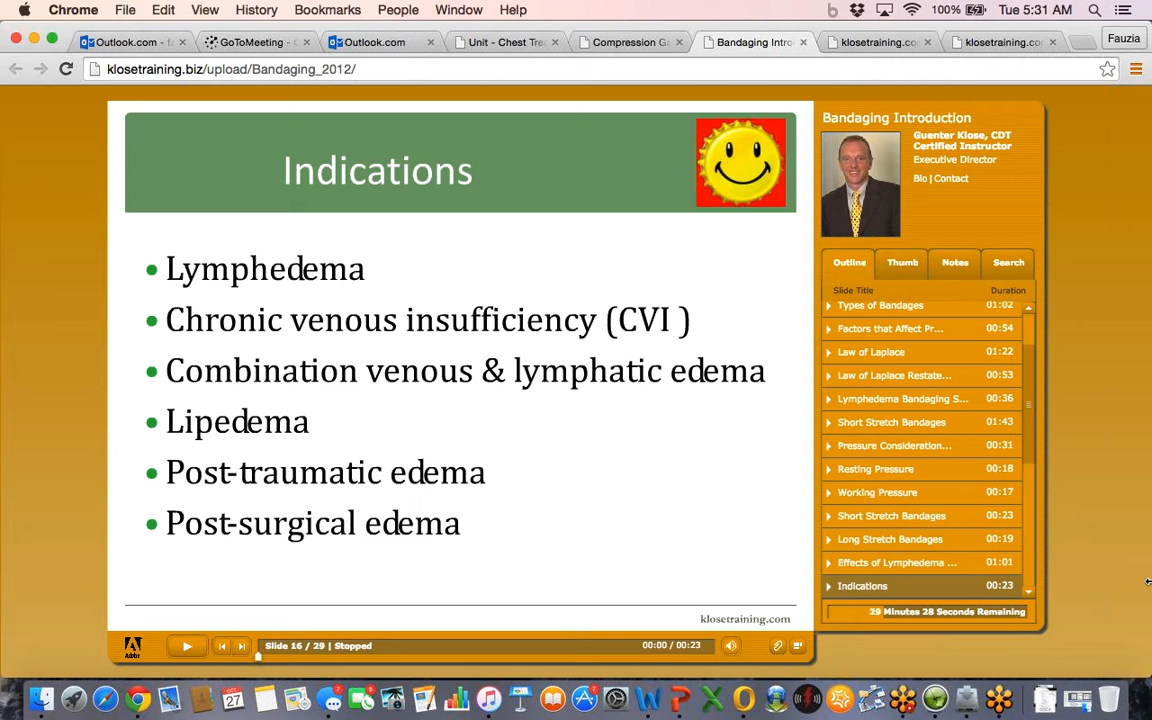 Chrome File Edit View History Bookmarks People Window Help 100% Tue 5:31 AM
Outlook.com - f GoToMeeting - L Outlook.com Unit - Chest Tre Compression Ga Bandaging Intro klosetraining.co klosetraining.co Fauzia
klosetraining.biz/upload/Bandaging_2012/
Indications
• Lymphedema
• Chronic venous insufficiency (CVI )
• Combination venous & lymphatic edema
• Lipedema
• Post-traumatic edema
• Post-surgical edema
klosetraining.com
Adobe
Slide 16 / 29 | Stopped 00:00 / 00:23
Bandaging Introduction
Guenter Klose, CDT
Certified Instructor
Executive Director
Bio | Contact
Outline Thumb Notes Search
Slide Title Duration
Types of Bandages 01:02
Factors that Affect Pr... 00:54
Law of Laplace 01:22
Law of Laplace Restate... 00:53
Lymphedema Bandaging S... 00:36
Short Stretch Bandages 01:43
Pressure Consideration... 00:31
Resting Pressure 00:18
Working Pressure 00:17
Short Stretch Bandages 00:23
Long Stretch Bandages 00:19
Effects of Lymphedema ... 01:01
Indications 00:23
29 Minutes 28 Seconds Remaining
OCT
27